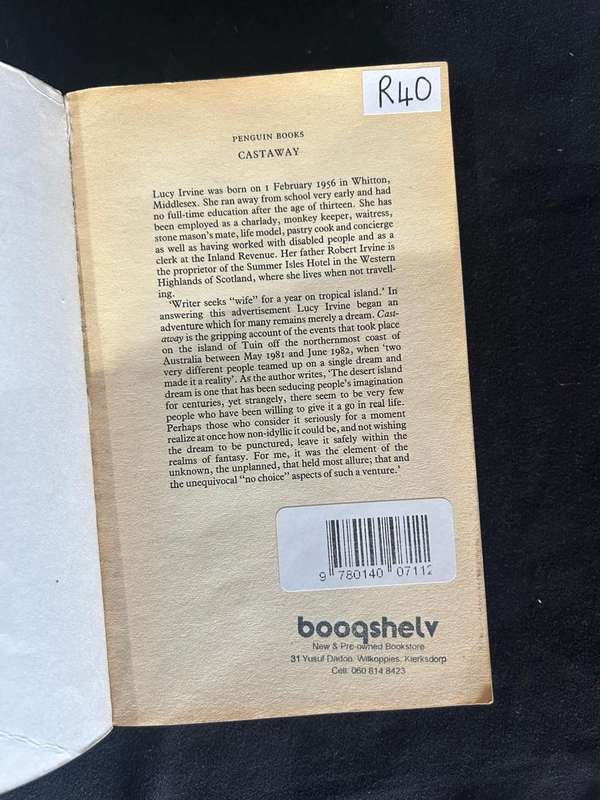 R40
PENGUIN BOOKS
CASTAWAY
Lucy Irvine was born on 1 February 1956 in Whitton,
Middlesex. She ran away from school very early and had
no full-time education after the age of thirteen. She has
been employed as a charlady, monkey keeper, waitress,
stone mason's mate, life model, pastry cook and concierge
as well as having worked with disabled people and as a
clerk at the Inland Revenue. Her father Robert Irvine is
the proprietor of the Summer Isles Hotel in the Western
Highlands of Scotland, where she lives when not travell-
ing.
'Writer seeks "wife" for a year on tropical island.' In
answering this advertisement Lucy Irvine began an
adventure which for many remains merely a dream. Cast-
away is the gripping account of the events that took place
on the island of Tuin off the northernmost coast of
Australia between May 1981 and June 1982, when 'two
very different people teamed up on a single dream and
made it a reality'. As the author writes, 'The desert island
dream is one that has been seducing people's imagination
for centuries, yet strangely, there seem to be very few
people who have been willing to give it a go in real life.
Perhaps those who consider it seriously for a moment
realize at once how non-idyllic it could be, and not wishing
the dream to be punctured, leave it safely within the
realms of fantasy. For me, it was the element of the
unknown, the unplanned, that held most allure; that and
the unequivocal "no choice" aspects of such a venture.'
9 780140 07112
booqshelv
New & Pre-owned Bookstore
31 Yusuf Dadoo, Wilkoppies, Klerksdorp
Cell: 060 814 8423